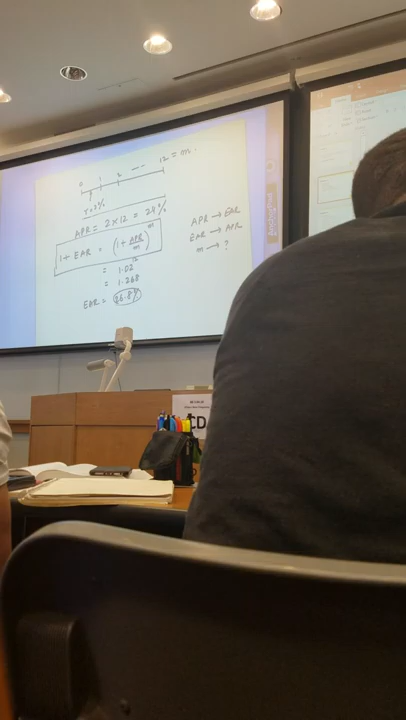 0 1 2 -- 12 = m.
r=2%
APR = 2 x 12 = 24%
1 + EAR = (1 + APR/m)^m
= 1.02^12
= 1.268
EAR = 26.8%
APR → EAR
EAR → APR
m → ?
CD